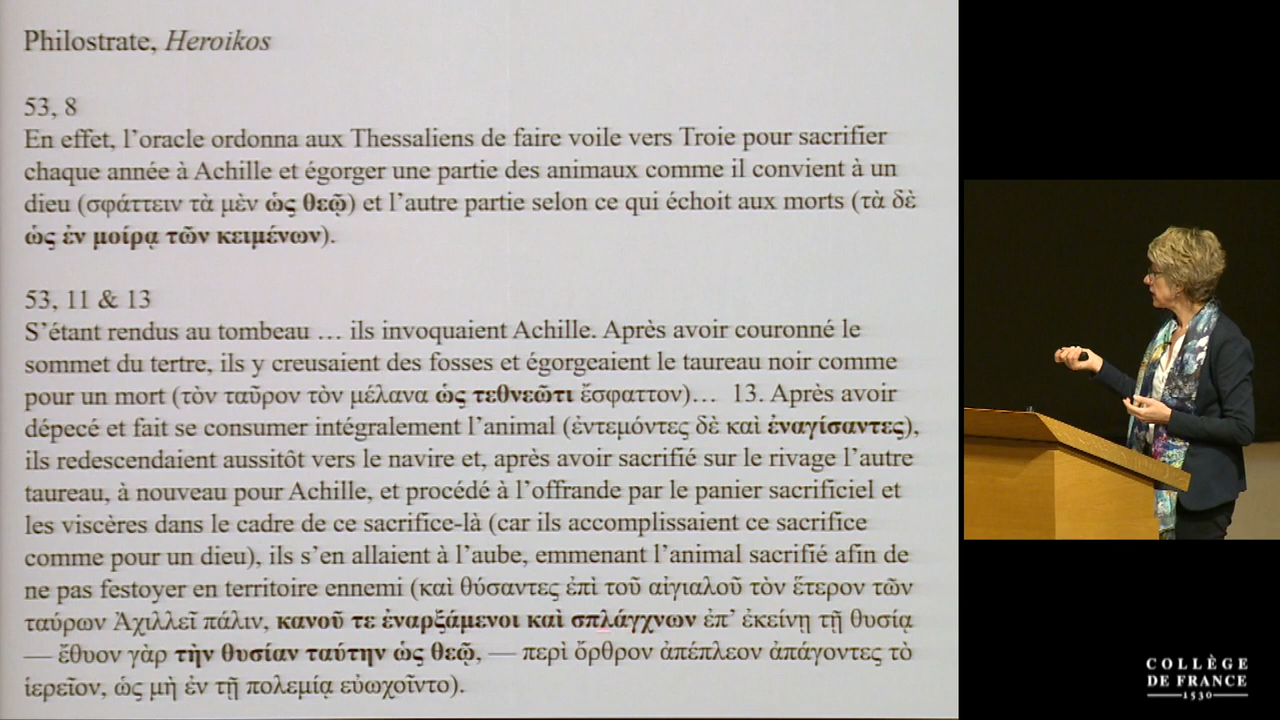 Philostrate, Heroikos
53, 8
En effet, l'oracle ordonna aux Thessaliens de faire voile vers Troie pour sacrifier
chaque année à Achille et égorger une partie des animaux comme il convient à un
dieu (σφάττειν τὰ μὲν ὡς θεῷ) et l'autre partie selon ce qui échoit aux morts (τὰ δὲ
ὡς ἐν μοίρᾳ τῶν κειμένων).
53, 11 & 13
S'étant rendus au tombeau … ils invoquaient Achille. Après avoir couronné le
sommet du tertre, ils y creusaient des fosses et égorgeaient le taureau noir comme
pour un mort (τὸν ταῦρον τὸν μέλανα ὡς τεθνεῶτι ἔσφαττον)… 13. Après avoir
dépecé et fait se consumer intégralement l'animal (ἐντεμόντες δὲ καὶ ἐναγίσαντες),
ils redescendaient aussitôt vers le navire et, après avoir sacrifié sur le rivage l'autre
taureau, à nouveau pour Achille, et procédé à l'offrande par le panier sacrificiel et
les viscères dans le cadre de ce sacrifice-là (car ils accomplissaient ce sacrifice
comme pour un dieu), ils s'en allaient à l'aube, emmenant l'animal sacrifié afin de
ne pas festoyer en territoire ennemi (καὶ θύσαντες ἐπὶ τοῦ αἰγιαλοῦ τὸν ἕτερον τῶν
ταύρων Ἀχιλλεῖ πάλιν, κανοῦ τε ἐναρξάμενοι καὶ σπλάγχνων ἐπ' ἐκείνῃ τῇ θυσίᾳ
— ἔθυον γὰρ τὴν θυσίαν ταύτην ὡς θεῷ, — περὶ ὄρθρον ἀπέπλεον ἀπάγοντες τὸ
ἱερεῖον, ὡς μὴ ἐν τῇ πολεμίᾳ εὐωχοῖντο).
COLLÈGE
DE FRANCE
1530